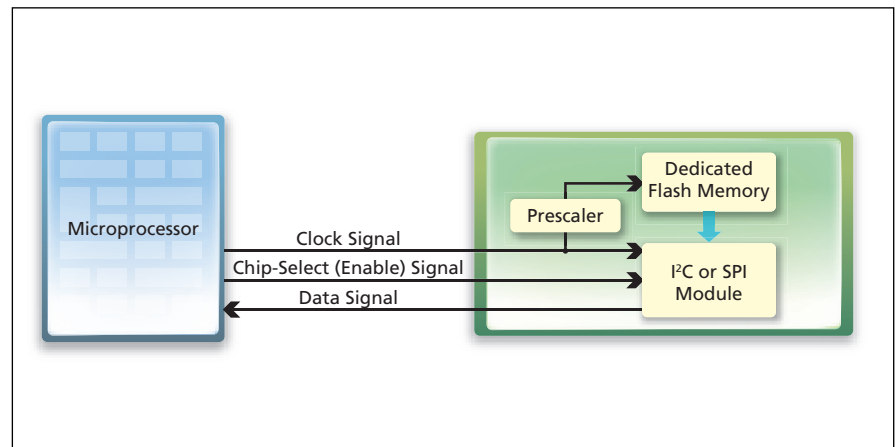 Microprocessor
Clock Signal
Chip-Select (Enable) Signal
Data Signal
Prescaler
Dedicated
Flash Memory
I²C or SPI
Module